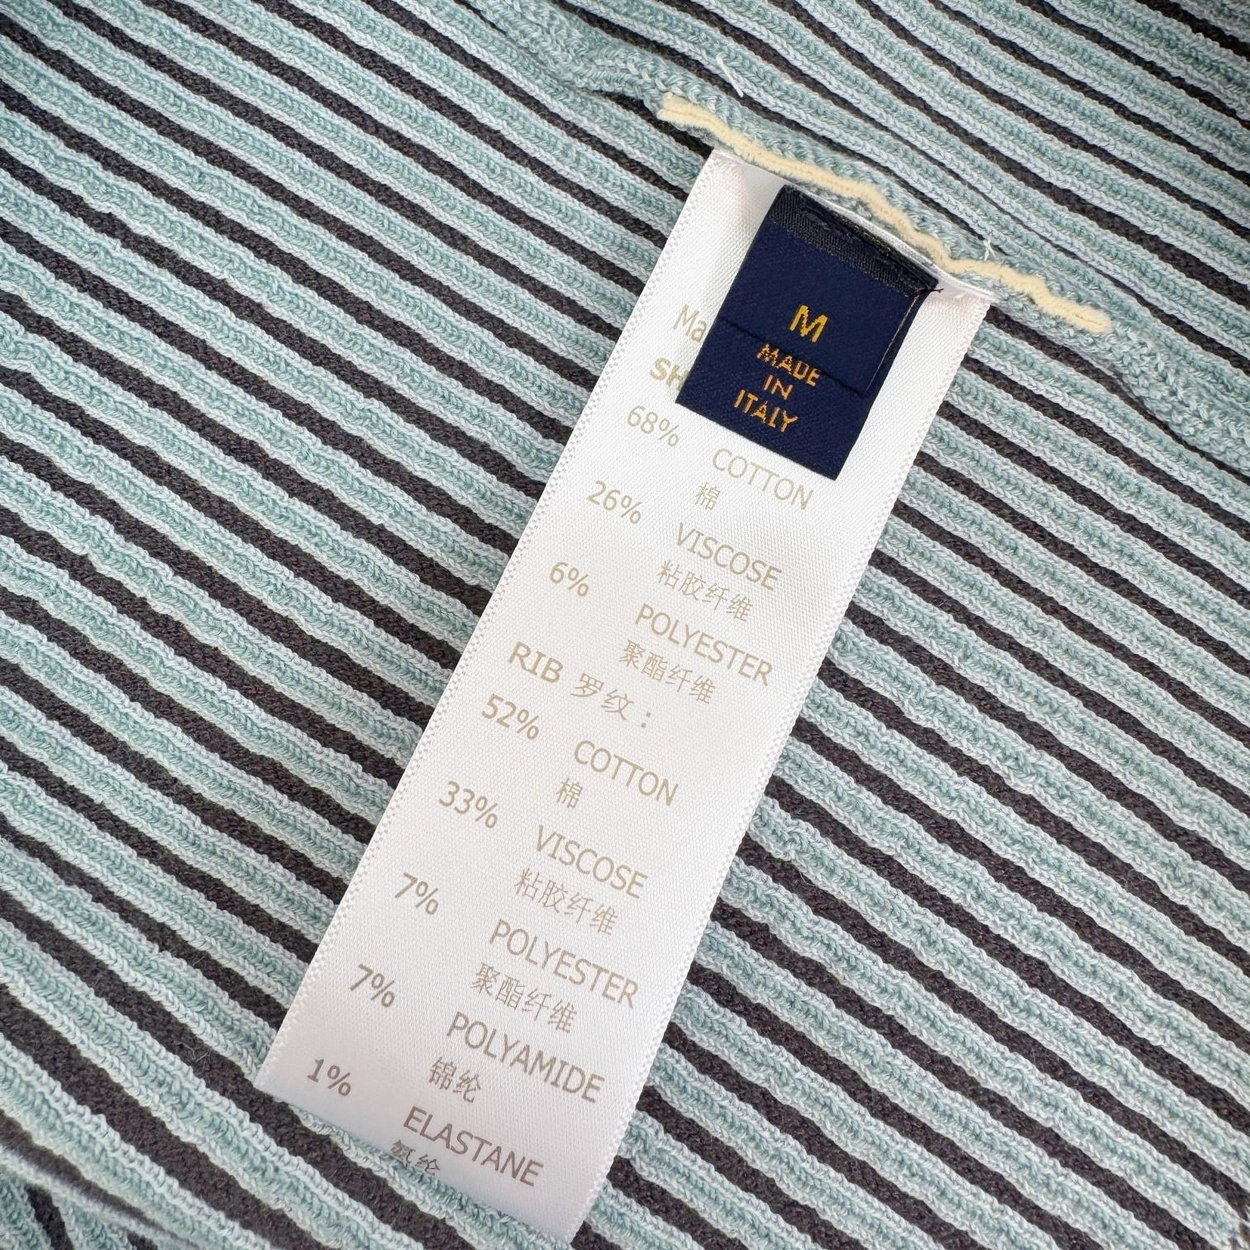 M
MADE
IN
ITALY
68% COTTON
棉
26% VISCOSE
粘胶纤维
6% POLYESTER
聚酯纤维
RIB 罗纹：
52% COTTON
棉
33% VISCOSE
粘胶纤维
7% POLYESTER
聚酯纤维
7% POLYAMIDE
锦纶
1% ELASTANE
氨纶